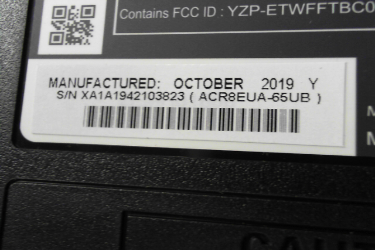 Contains FCC ID : YZP-ETWFFTBC0
MANUFACTURED: OCTOBER 2019 Y
S/N XA1A1942103823 ( ACR8EUA-65UB )